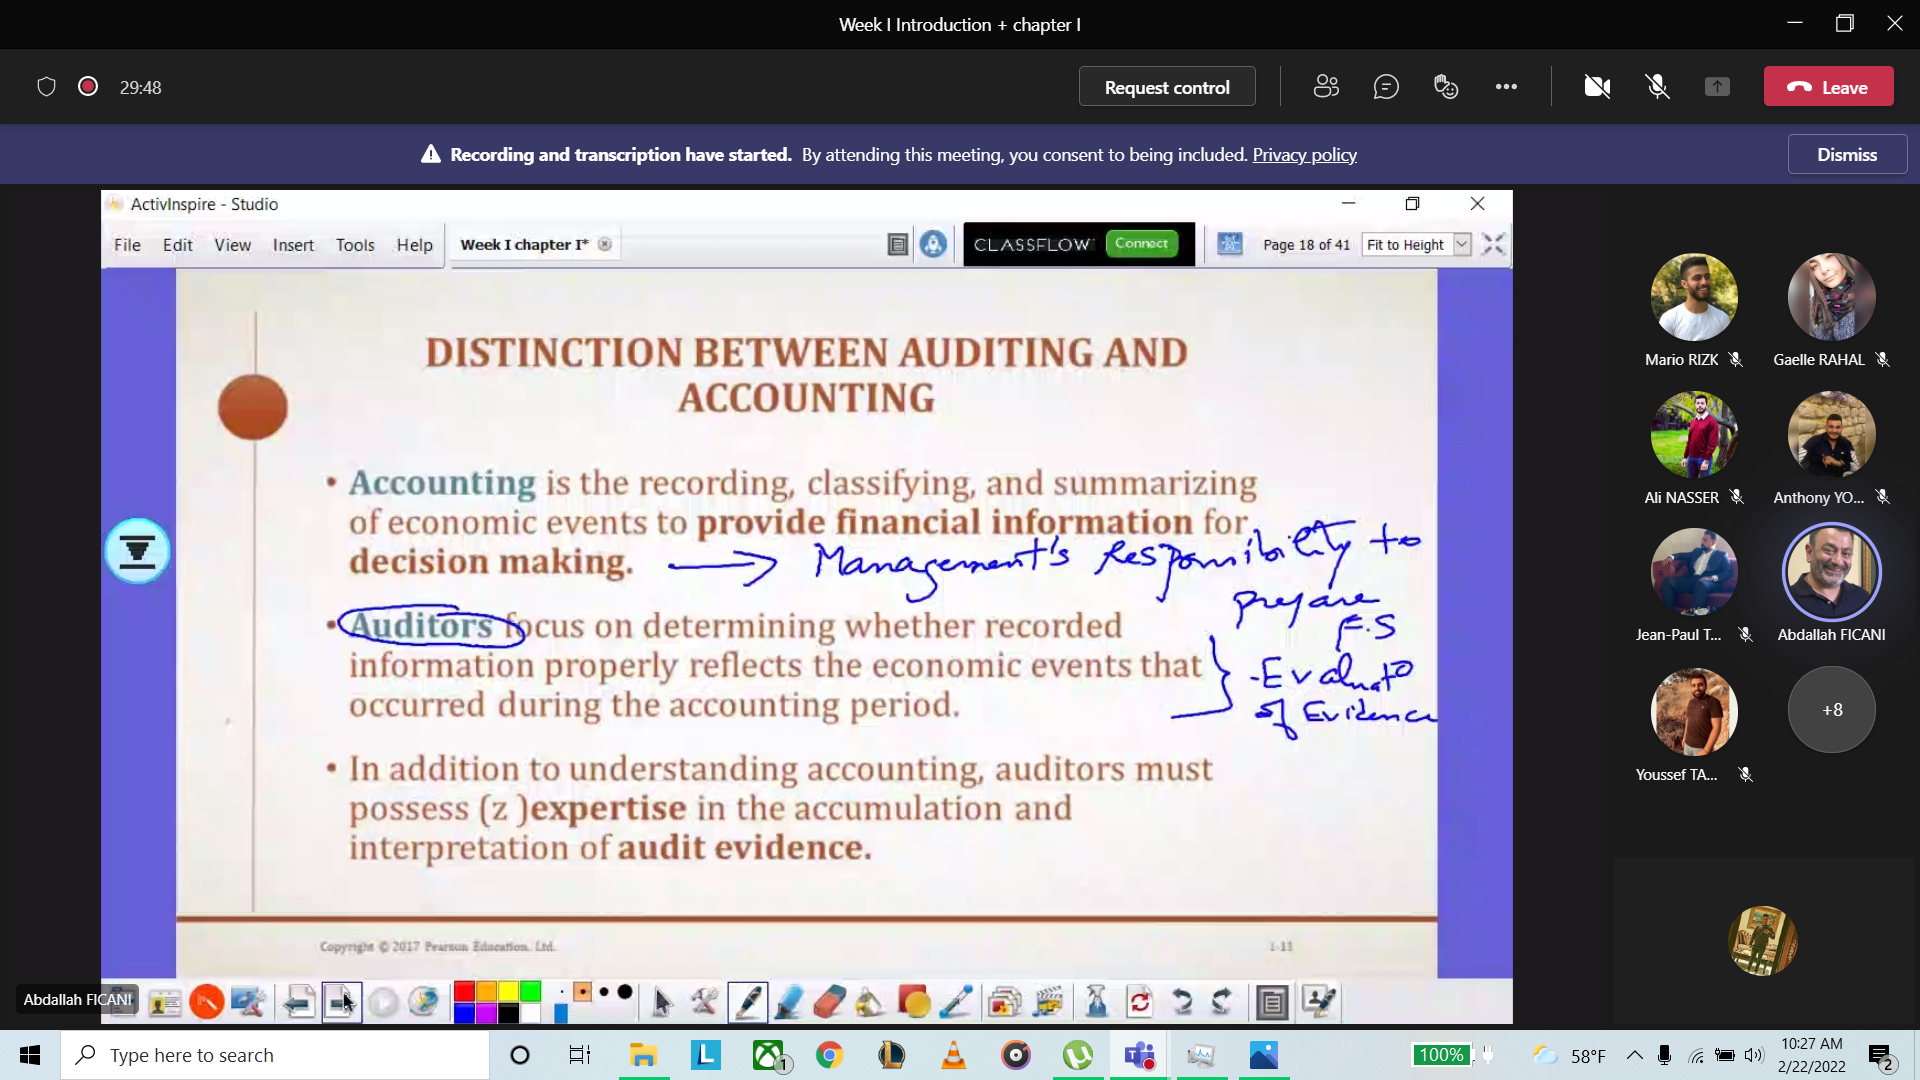 Week I Introduction + chapter I
29:48
Request control
Leave
Recording and transcription have started. By attending this meeting, you consent to being included. Privacy policy
Dismiss
ActivInspire - Studio
File Edit View Insert Tools Help
Week I chapter I*
CLASSFLOW
Connect
Page 18 of 41
Fit to Height
DISTINCTION BETWEEN AUDITING AND
ACCOUNTING
• Accounting is the recording, classifying, and summarizing
of economic events to provide financial information for
decision making.
Management's Responsibility to
prepare
F.S
• Auditors focus on determining whether recorded
information properly reflects the economic events that
occurred during the accounting period.
- Evaluato
of Evidence
• In addition to understanding accounting, auditors must
possess (z )expertise in the accumulation and
interpretation of audit evidence.
Copyright © 2017 Pearson Education, Ltd.
1-11
Mario RIZK
Gaelle RAHAL
Ali NASSER
Anthony YO...
Jean-Paul T...
Abdallah FICANI
Youssef TA...
+8
Abdallah FICANI
Type here to search
1
100%
58°F
10:27 AM
2/22/2022
2